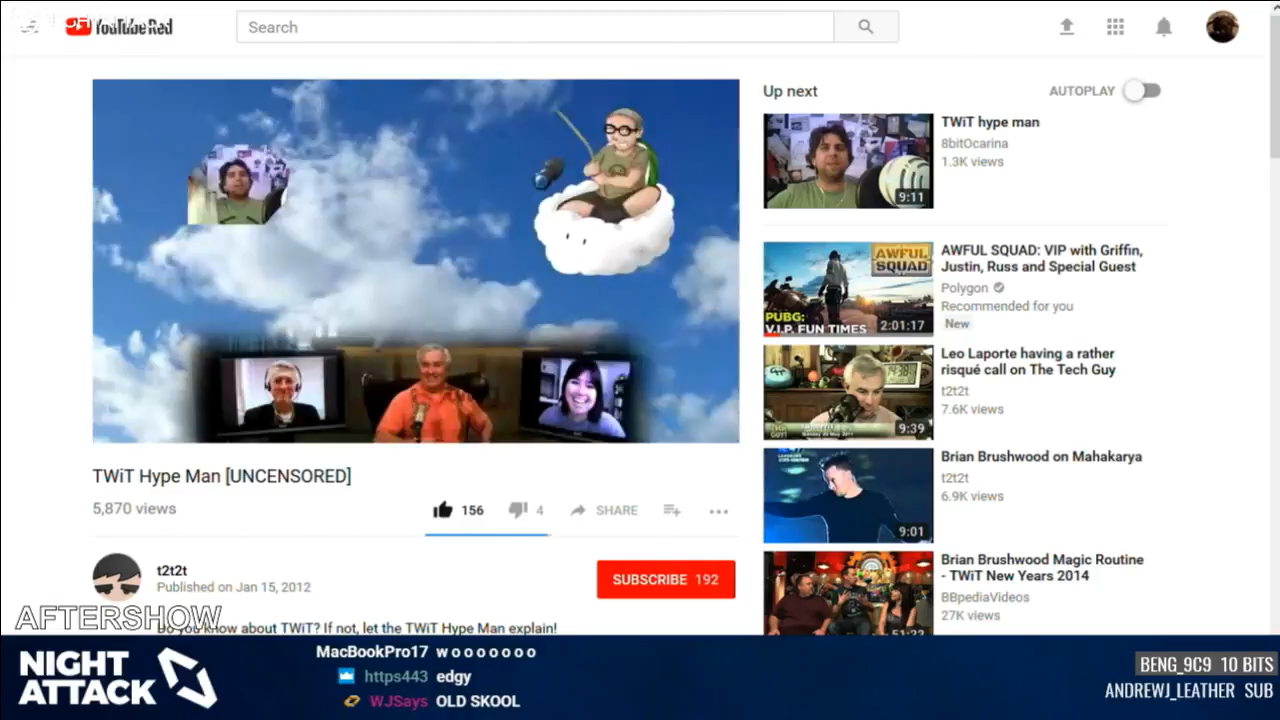 YouTube Red
Search
Up next
AUTOPLAY
TWiT hype man
8bitOcarina
1.3K views
9:11
AWFUL SQUAD: VIP with Griffin,
Justin, Russ and Special Guest
Polygon
Recommended for you
New
AWFUL
SQUAD
PUBG:
V.I.P. FUN TIMES
2:01:17
Leo Laporte having a rather
risqué call on The Tech Guy
t2t2t
7.6K views
9:39
Brian Brushwood on Mahakarya
t2t2t
6.9K views
9:01
Brian Brushwood Magic Routine
- TWiT New Years 2014
BBpediaVideos
27K views
51:22
TWiT Hype Man [UNCENSORED]
5,870 views
156
4
SHARE
t2t2t
Published on Jan 15, 2012
SUBSCRIBE 192
AFTERSHOW
Do you know about TWiT? If not, let the TWiT Hype Man explain!
NIGHT
ATTACK
MacBookPro17 w o o o o o o o
https443 edgy
WJSays OLD SKOOL
BENG_9C9 10 BITS
ANDREWJ_LEATHER SUB